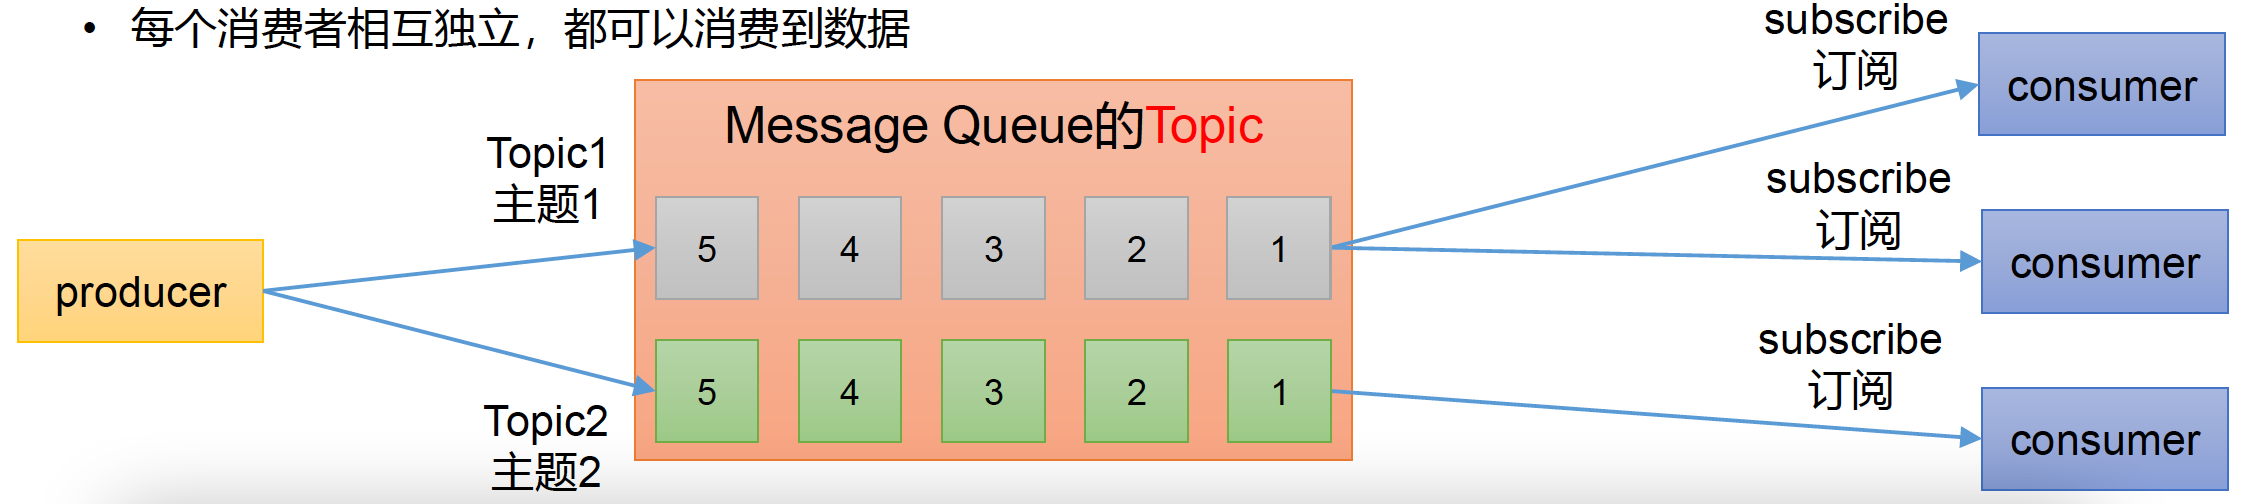 • 每个消费者相互独立，都可以消费到数据
subscribe
订阅
consumer
Message Queue的Topic
Topic1
主题1
5 4 3 2 1
subscribe
订阅
consumer
producer
5 4 3 2 1
Topic2
主题2
subscribe
订阅
consumer